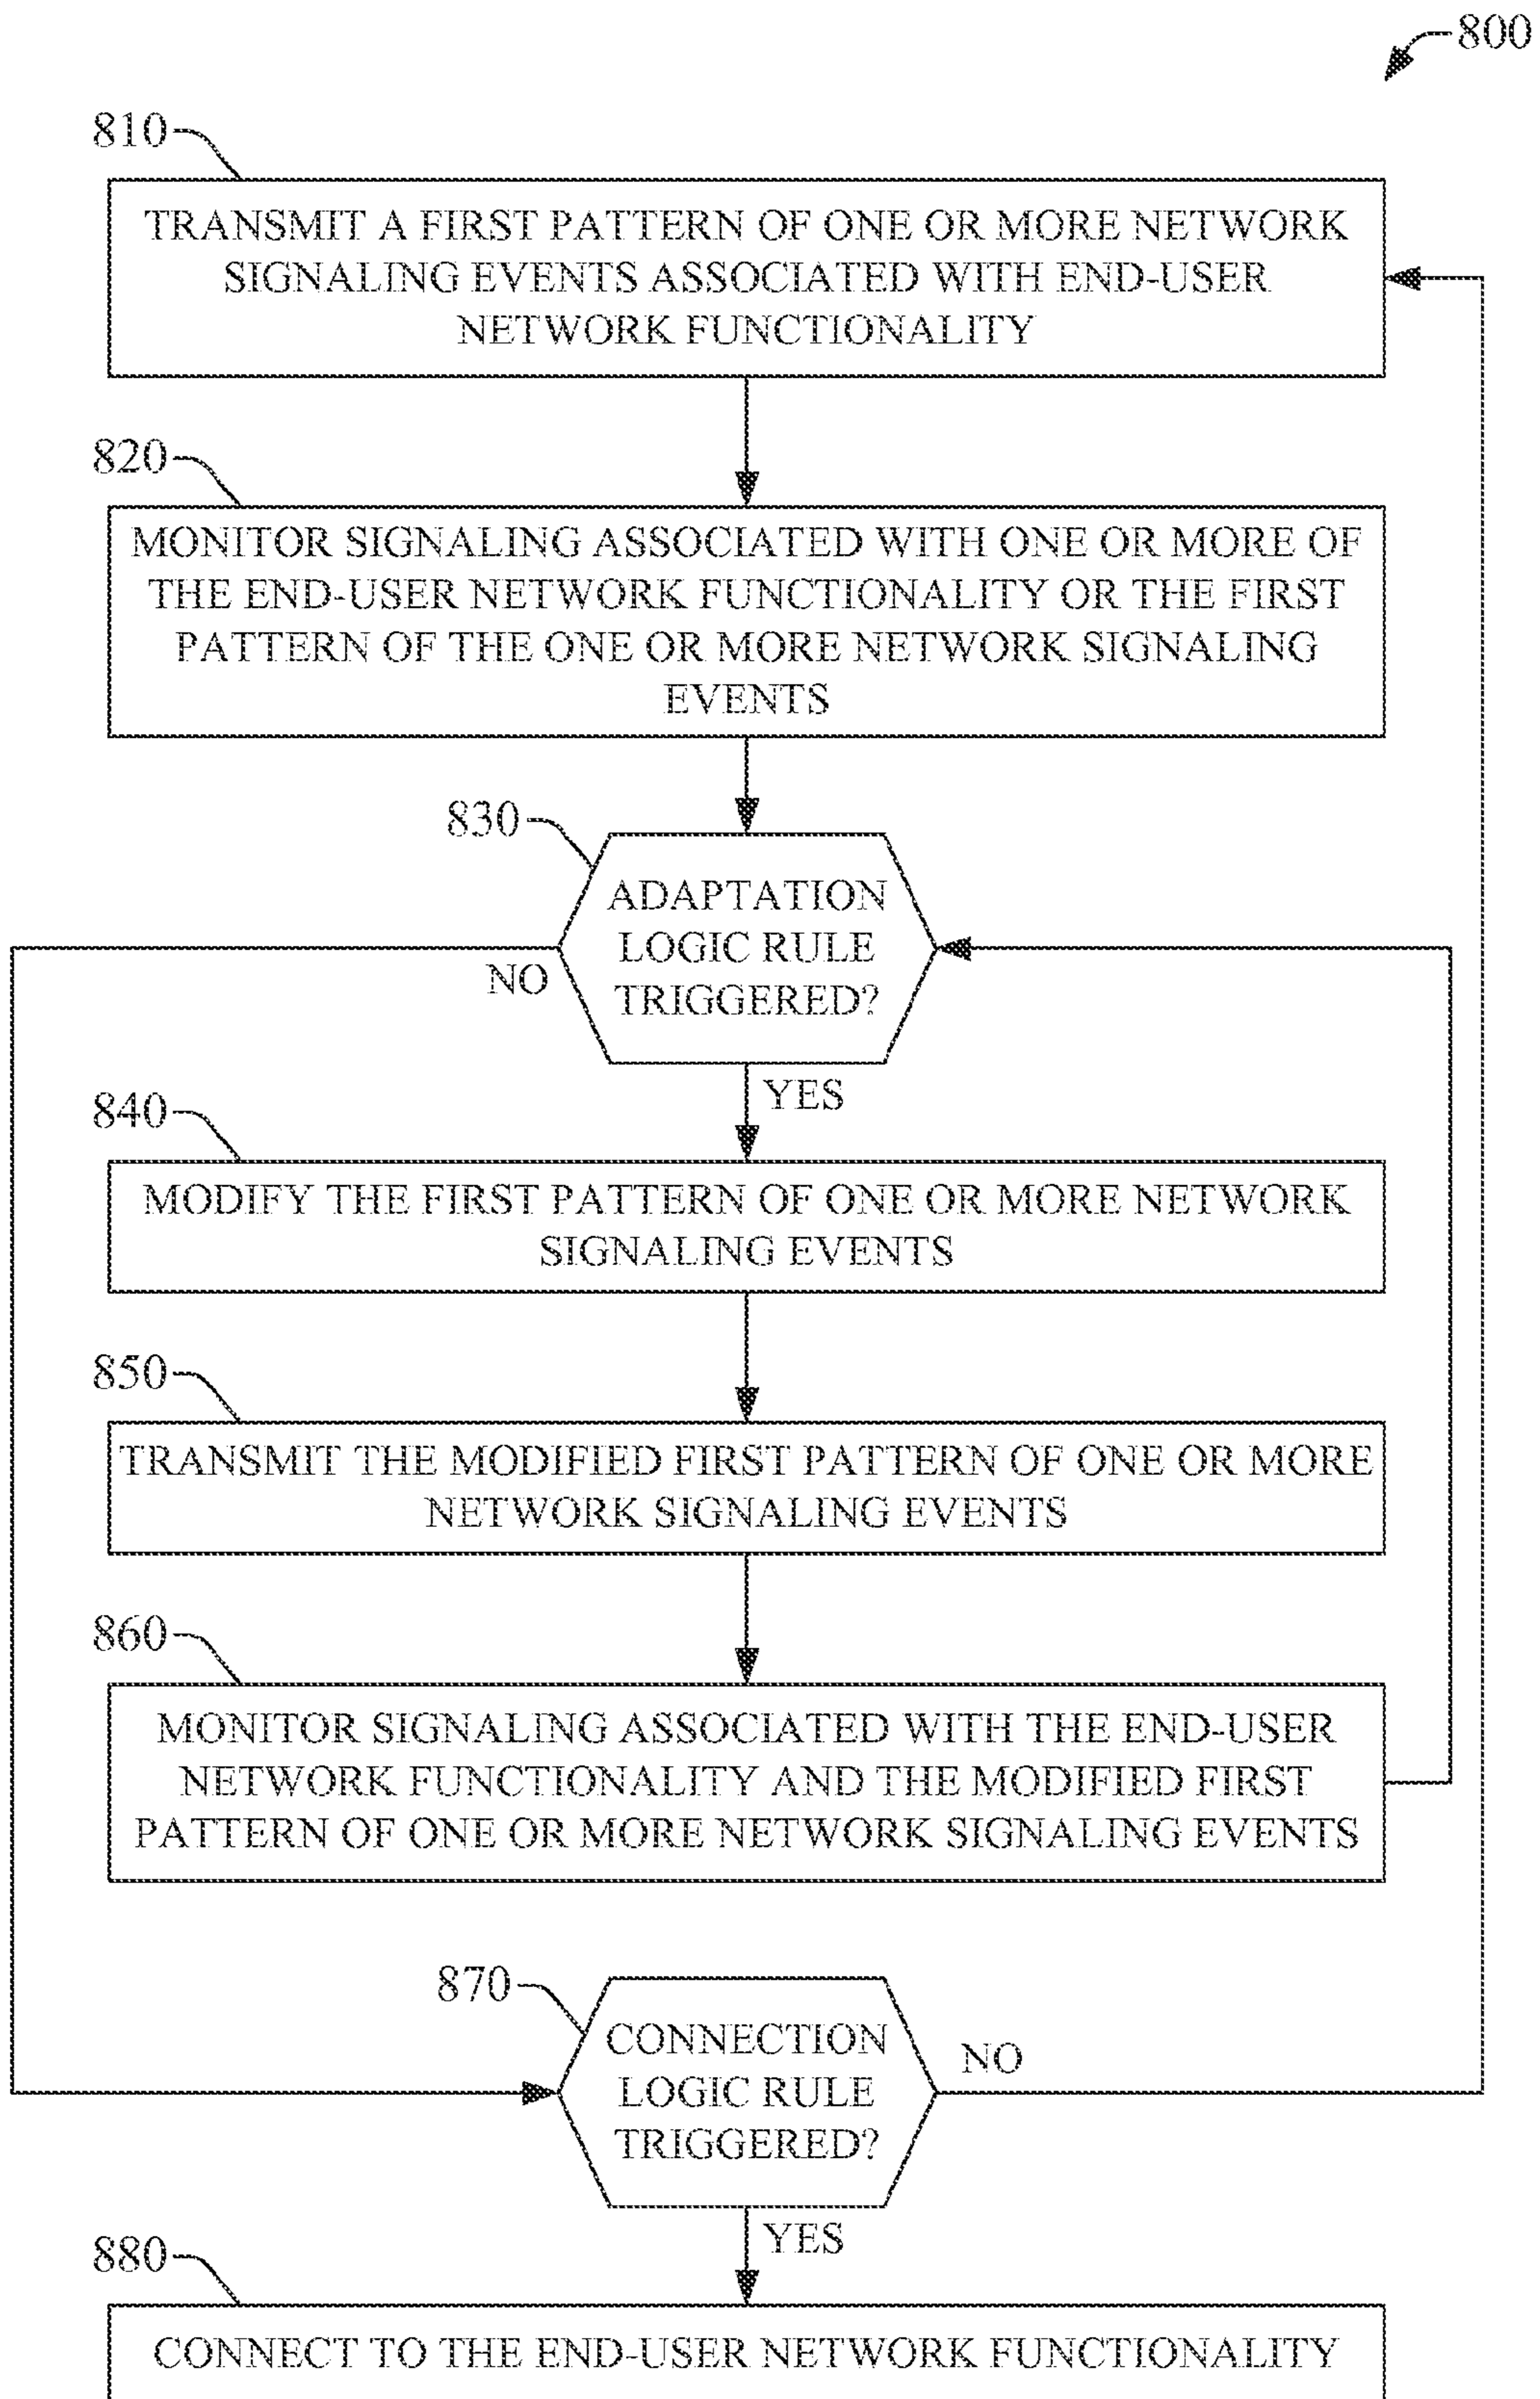 800
810
TRANSMIT A FIRST PATTERN OF ONE OR MORE NETWORK
SIGNALING EVENTS ASSOCIATED WITH END-USER
NETWORK FUNCTIONALITY
820
MONITOR SIGNALING ASSOCIATED WITH ONE OR MORE OF
THE END-USER NETWORK FUNCTIONALITY OR THE FIRST
PATTERN OF THE ONE OR MORE NETWORK SIGNALING
EVENTS
830
ADAPTATION
LOGIC RULE
TRIGGERED?
NO
YES
840
MODIFY THE FIRST PATTERN OF ONE OR MORE NETWORK
SIGNALING EVENTS
850
TRANSMIT THE MODIFIED FIRST PATTERN OF ONE OR MORE
NETWORK SIGNALING EVENTS
860
MONITOR SIGNALING ASSOCIATED WITH THE END-USER
NETWORK FUNCTIONALITY AND THE MODIFIED FIRST
PATTERN OF ONE OR MORE NETWORK SIGNALING EVENTS
870
CONNECTION
LOGIC RULE
TRIGGERED?
NO
YES
880
CONNECT TO THE END-USER NETWORK FUNCTIONALITY